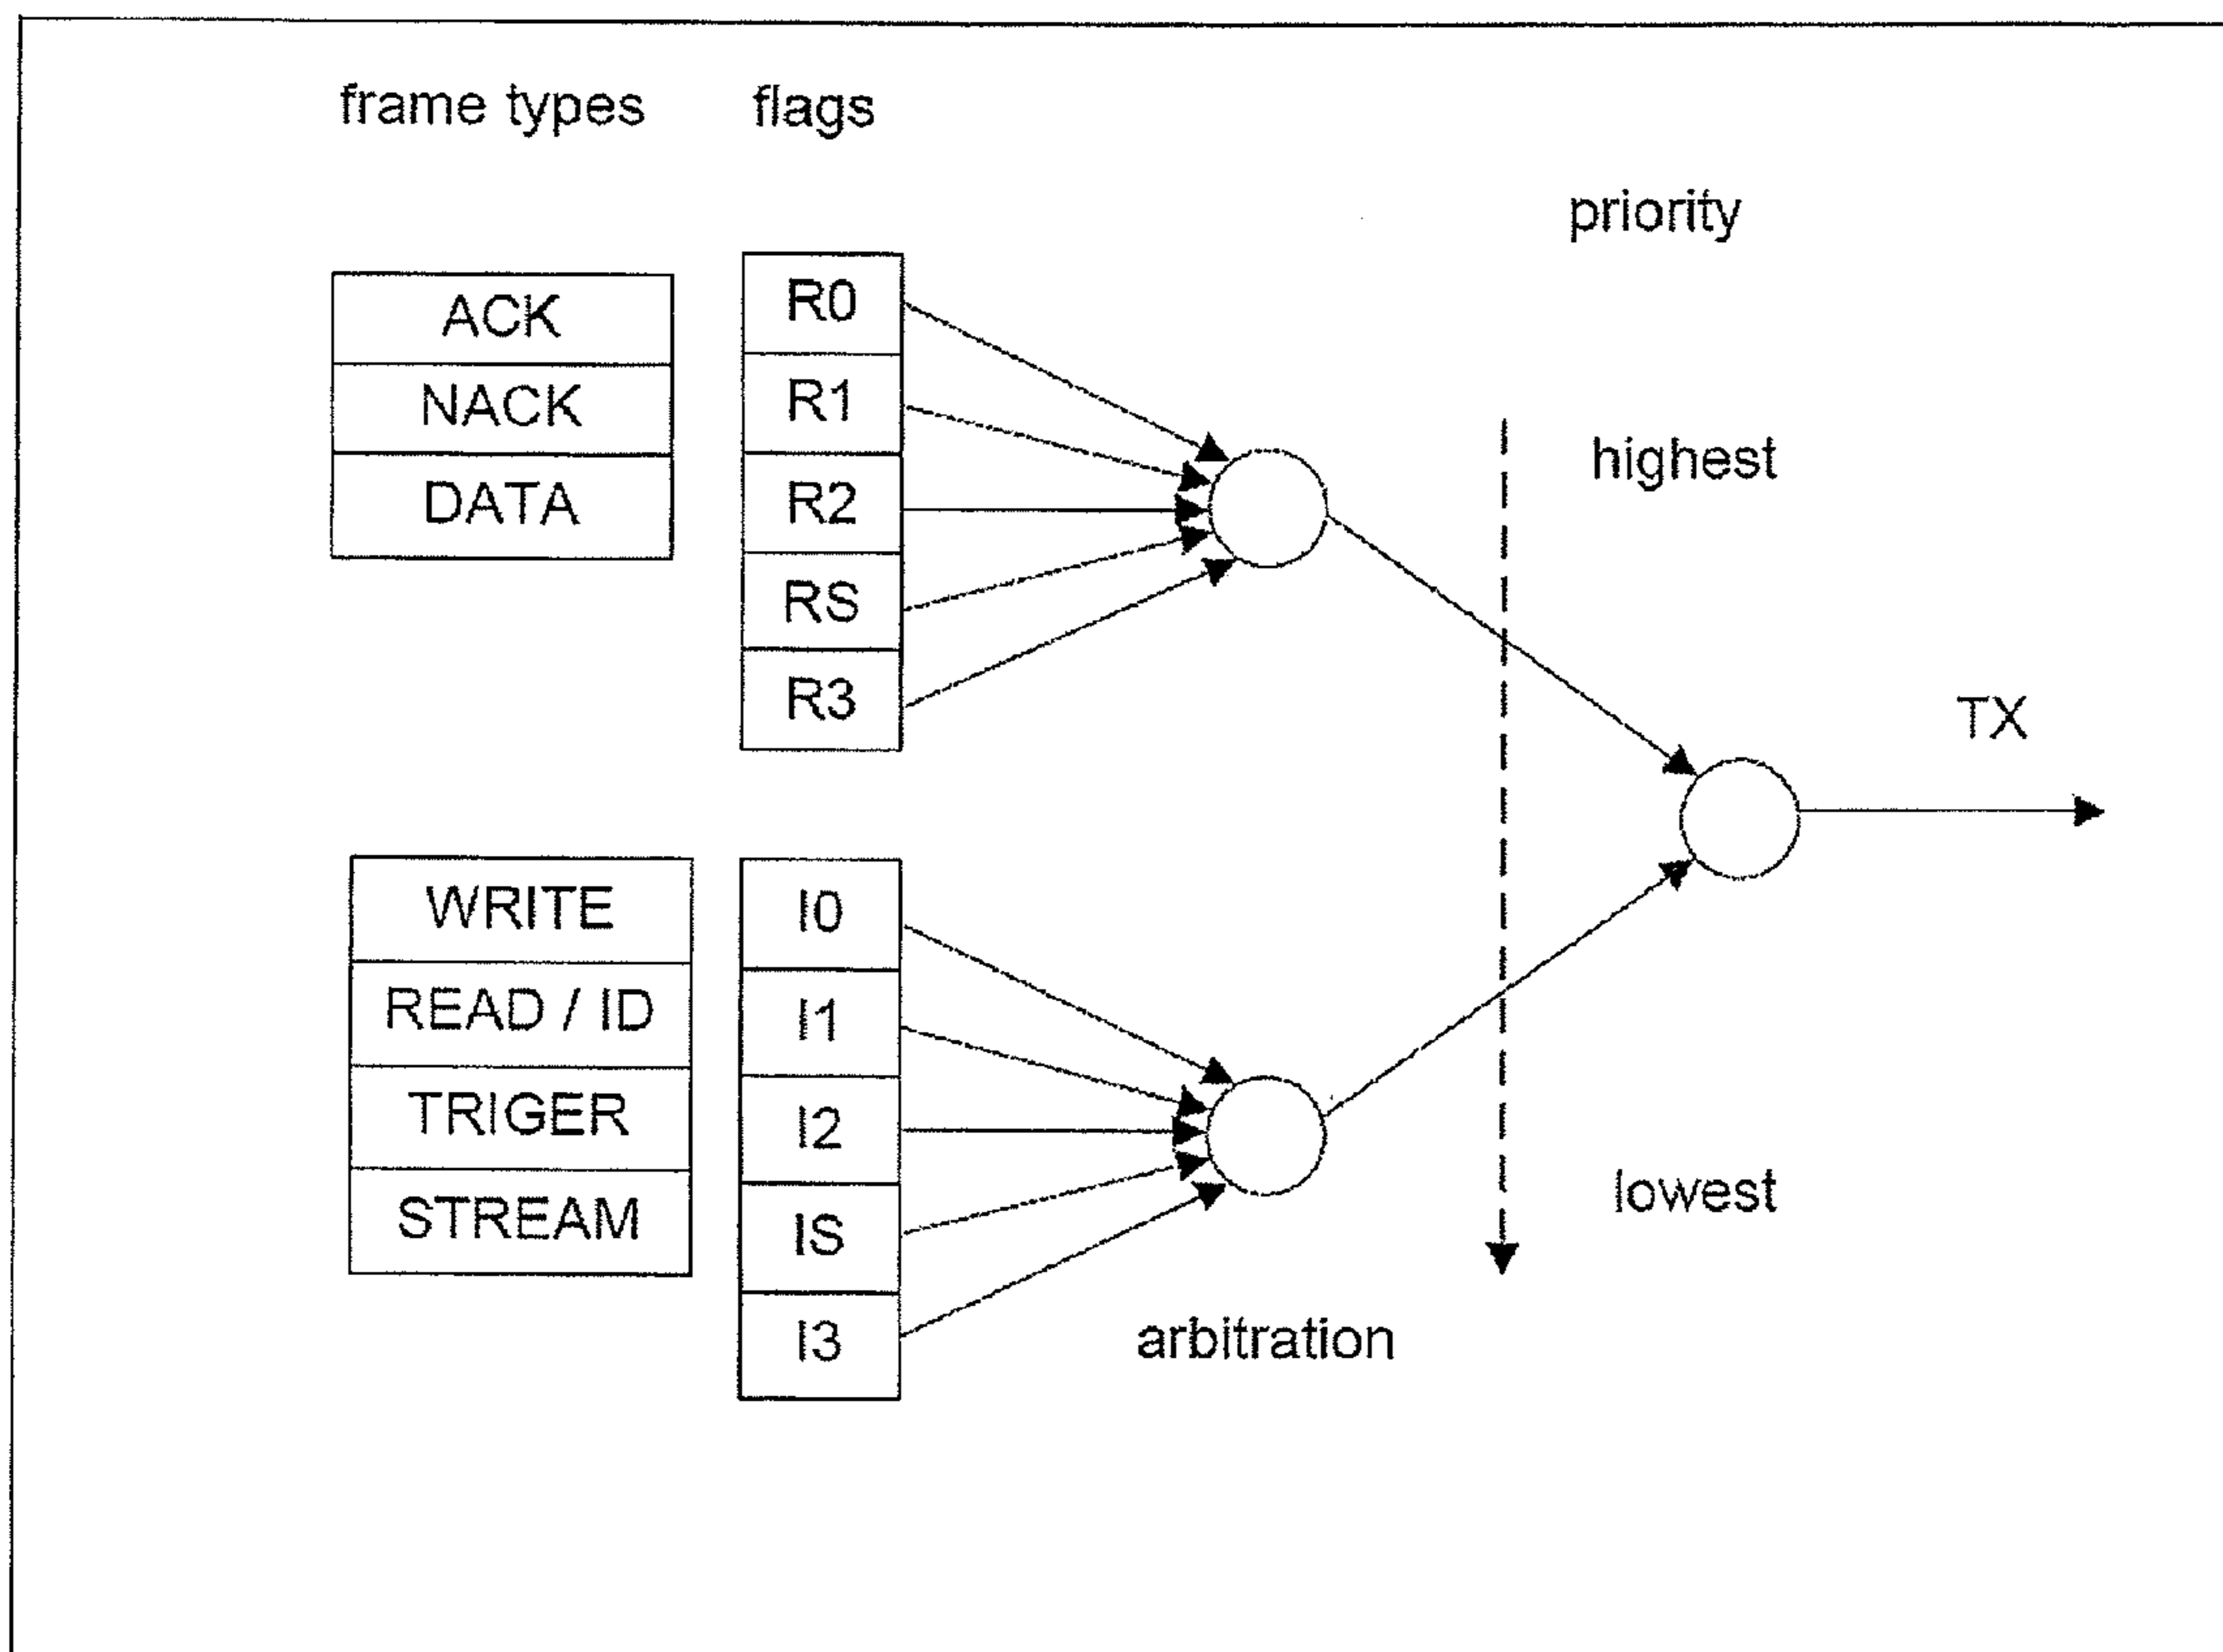 frame types
flags
priority
ACK
NACK
DATA
R0
R1
R2
RS
R3
highest
TX
WRITE
READ / ID
TRIGER
STREAM
I0
I1
I2
IS
I3
lowest
arbitration